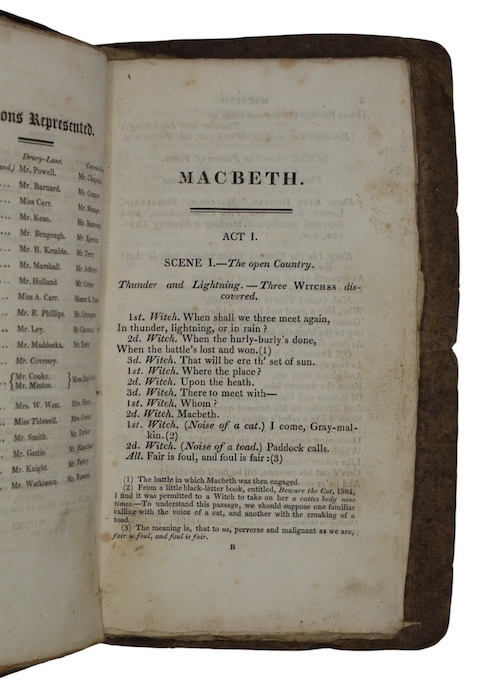 ons Represented.
Drury-Lane.
Mr. Powell.
Mr. Barnard.
Miss Carr.
Mr. Kean.
Mr. Bengough.
Mr. H. Kemble. Mr. Terry
Mr. Marshall.
Mr. Holland
Miss A. Carr.
Mr. R. Phillips.
Mr. Ley.
Mr. Maddocks.
Mr. Coveney.
Mr. Cooke.
Mr. Minton.
Mrs. W. West.
Miss Tidswell.
Mr. Smith.
Mr. Gattie.
Mr. Knight.
Mr. Watkinson.
MACBETH.
ACT I.
SCENE I.—The open Country.
Thunder and Lightning.—Three WITCHES dis-
covered.
1st. Witch. When shall we three meet again,
In thunder, lightning, or in rain?
2d. Witch. When the hurly-burly's done,
When the battle's lost and won.(1)
3d. Witch. That will be ere th' set of sun.
1st. Witch. Where the place?
2d. Witch. Upon the heath.
3d. Witch. There to meet with—
1st. Witch. Whom?
2d. Witch. Macbeth.
1st. Witch. (Noise of a cat.) I come, Gray-mal-
kin.(2)
2d. Witch. (Noise of a toad.) Paddock calls.
All. Fair is foul, and foul is fair:(3)
(1) The battle in which Macbeth was then engaged.
(2) From a little black-letter book, entitled, Beware the Cat, 1584,
I find it was permitted to a Witch to take on her a cattes body nine
times.—To understand this passage, we should suppose one familiar
calling with the voice of a cat, and another with the croaking of a
toad.
(3) The meaning is, that to us, perverse and malignant as we are,
fair is foul, and foul is fair.
B